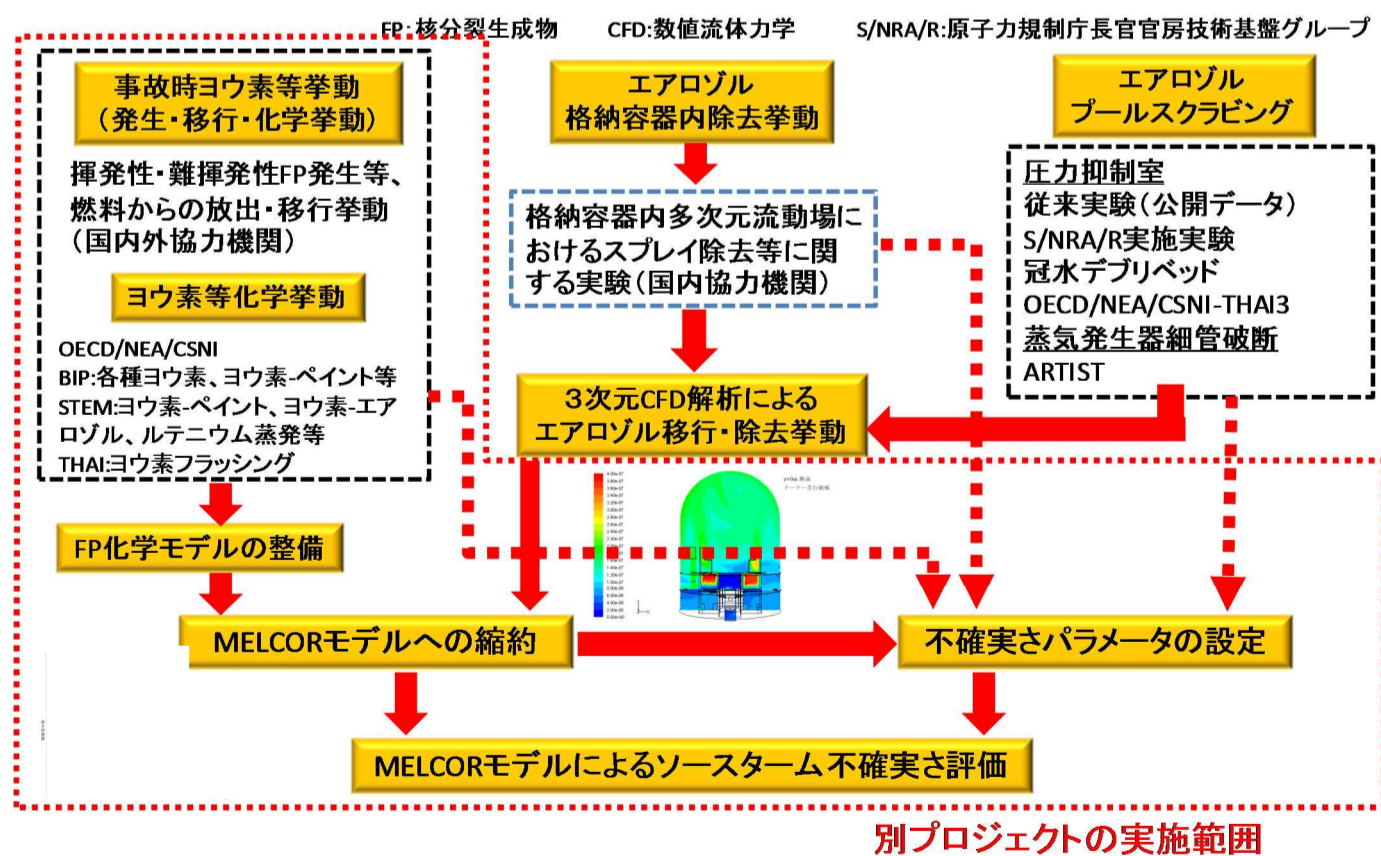 FP:核分裂生成物 CFD:数値流体力学 S/NRA/R:原子力規制庁長官官房技術基盤グループ
事故時ヨウ素等挙動
(発生・移行・化学挙動)
揮発性・難揮発性FP発生等、
燃料からの放出・移行挙動
(国内外協力機関)
ヨウ素等化学挙動
OECD/NEA/CSNI
BIP:各種ヨウ素、ヨウ素-ペイント等
STEM:ヨウ素-ペイント、ヨウ素-エア
ロゾル、ルテニウム蒸発等
THAI:ヨウ素フラッシング
FP化学モデルの整備
エアロゾル
格納容器内除去挙動
格納容器内多次元流動場に
おけるスプレイ除去等に関
する実験(国内協力機関)
3次元CFD解析による
エアロゾル移行・除去挙動
エアロゾル
プールスクラビング
圧力抑制室
従来実験(公開データ)
S/NRA/R実施実験
冠水デブリベッド
OECD/NEA/CSNI-THAI3
蒸気発生器細管破断
ARTIST
MELCORモデルへの縮約
不確実さパラメータの設定
MELCORモデルによるソースターム不確実さ評価
別プロジェクトの実施範囲